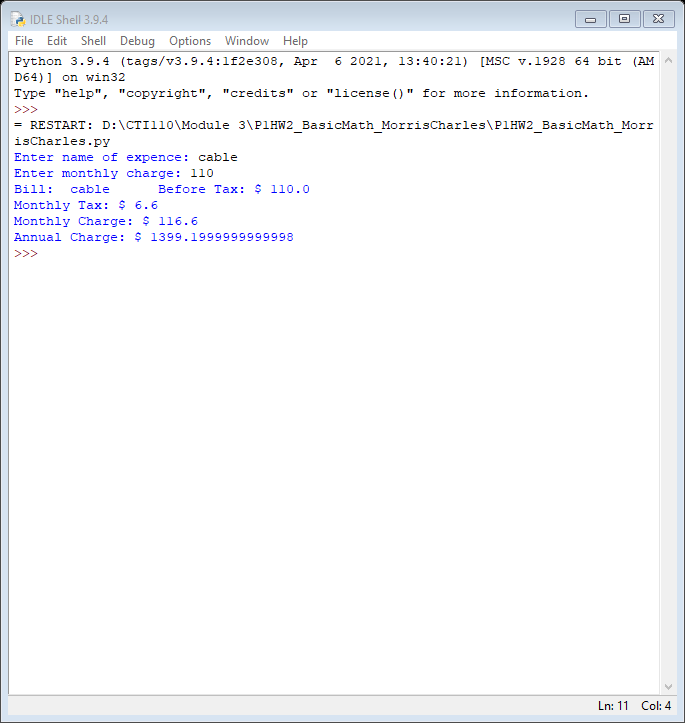 IDLE Shell 3.9.4
File Edit Shell Debug Options Window Help
Python 3.9.4 (tags/v3.9.4:1f2e308, Apr  6 2021, 13:40:21) [MSC v.1928 64 bit (AM
D64)] on win32
Type "help", "copyright", "credits" or "license()" for more information.
>>>
= RESTART: D:\CTI110\Module 3\P1HW2_BasicMath_MorrisCharles\P1HW2_BasicMath_Morr
isCharles.py
Enter name of expence: cable
Enter monthly charge: 110
Bill:  cable      Before Tax: $ 110.0
Monthly Tax: $ 6.6
Monthly Charge: $ 116.6
Annual Charge: $ 1399.1999999999998
>>>
Ln: 11 Col: 4